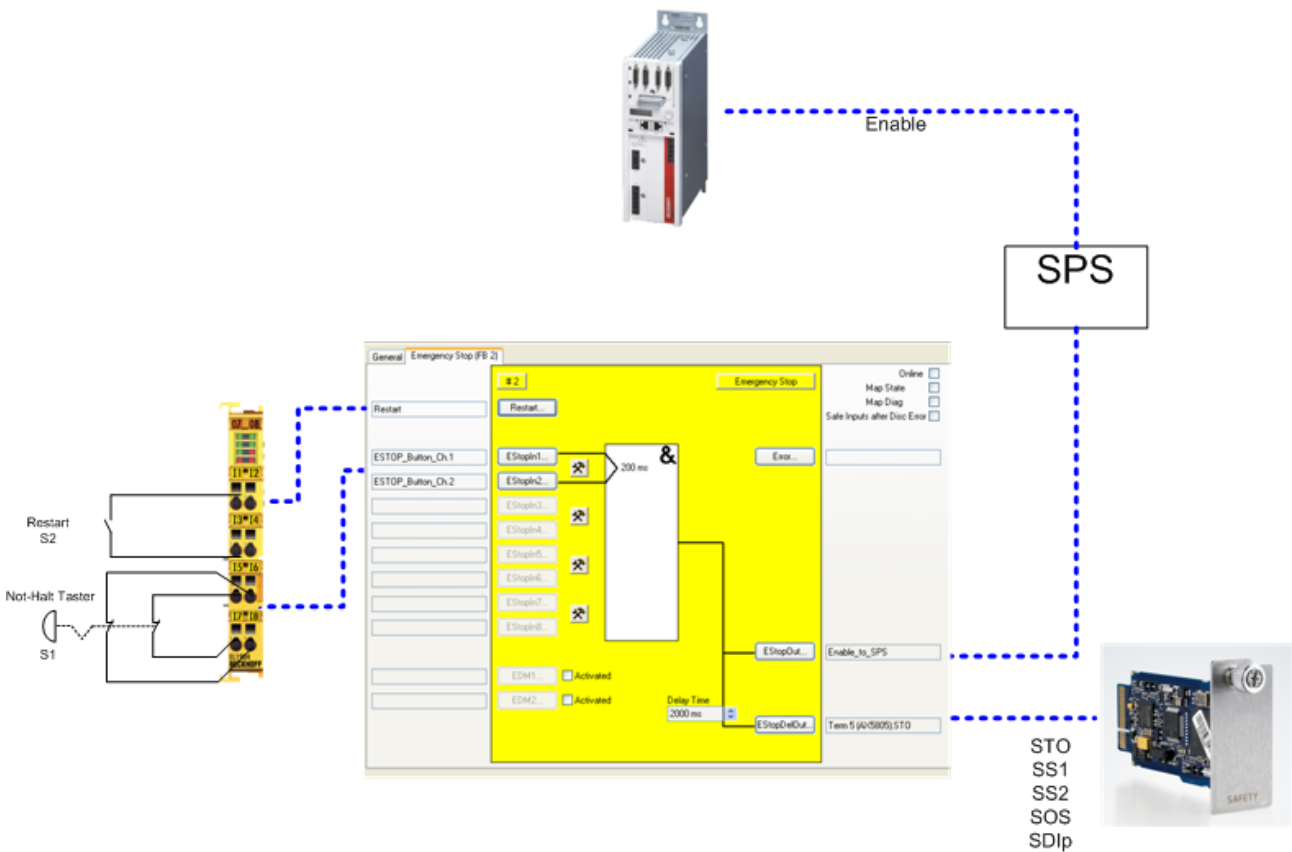 Enable
SPS
General
Emergency Stop (FB 2)
# 2
Emergency Stop
Online
Map State
Map Diag
Safe Inputs after Disc Error
Restart
Restart...
ESTOP_Button_Ch.1
EStopIn1...
200 ms
&
Error...
ESTOP_Button_Ch.2
EStopIn2...
EStopIn3...
EStopIn4...
EStopIn5...
EStopIn6...
EStopIn7...
EStopIn8...
EStopOut...
Enable_to_SPS
EDM1...
Activated
EDM2...
Activated
Delay Time
2000 ms
EStopDelOut...
Term 5 (AX5805).STO
07 08
I1 I2
I3 I4
I5 I6
I7 I8
BECKHOFF
Restart
S2
Not-Halt Taster
S1
STO
SS1
SS2
SOS
SDIp
SAFETY